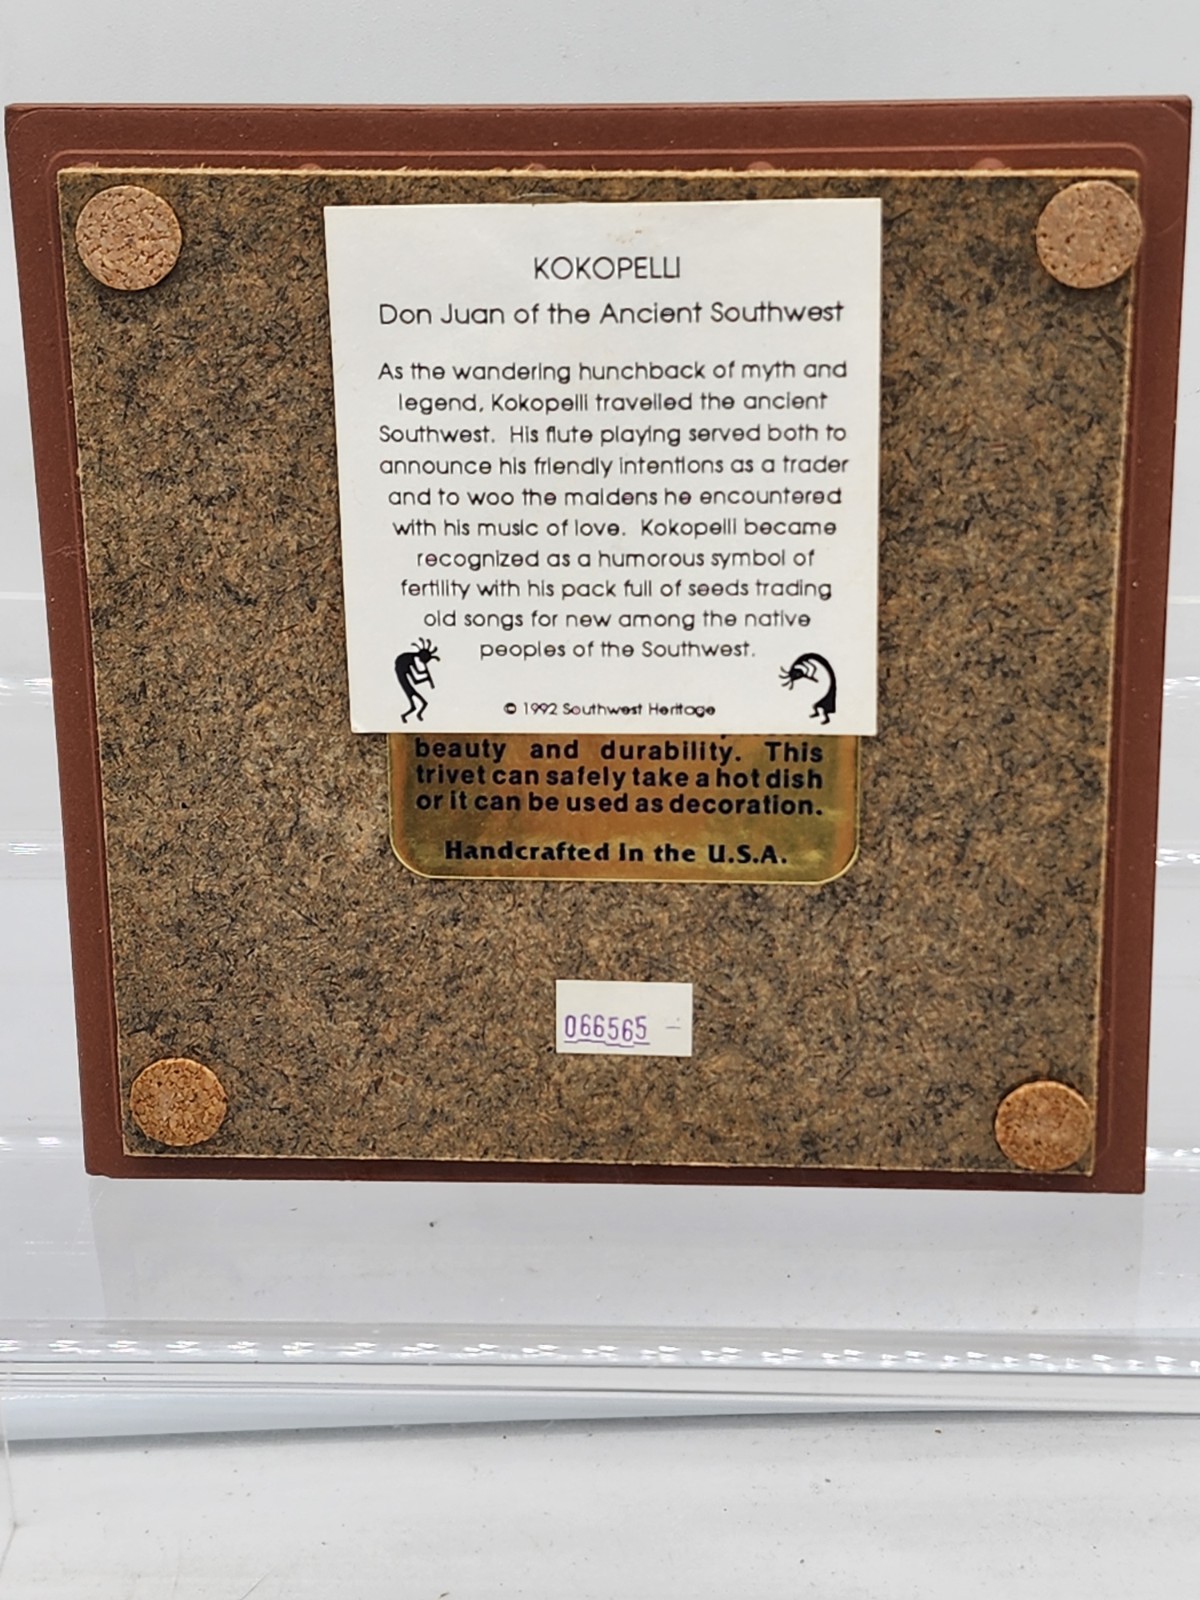 KOKOPELLI
Don Juan of the Ancient Southwest
As the wandering hunchback of myth and
legend, Kokopelli travelled the ancient
Southwest. His flute playing served both to
announce his friendly intentions as a trader
and to woo the maidens he encountered
with his music of love. Kokopelli became
recognized as a humorous symbol of
fertility with his pack full of seeds trading
old songs for new among the native
peoples of the Southwest.
© 1992 Southwest Heritage
beauty and durability. This
trivet can safely take a hot dish
or it can be used as decoration.
Handcrafted in the U.S.A.
066565 -